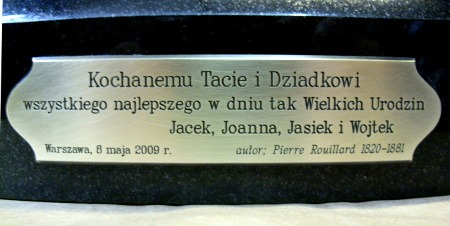 Kochanemu Tacie i Dziadkowi
wszystkiego najlepszego w dniu tak Wielkich Urodzin
Jacek, Joanna, Jasiek i Wojtek
Warszawa, 8 maja 2009 r. autor: Pierre Rouillard 1820-1881